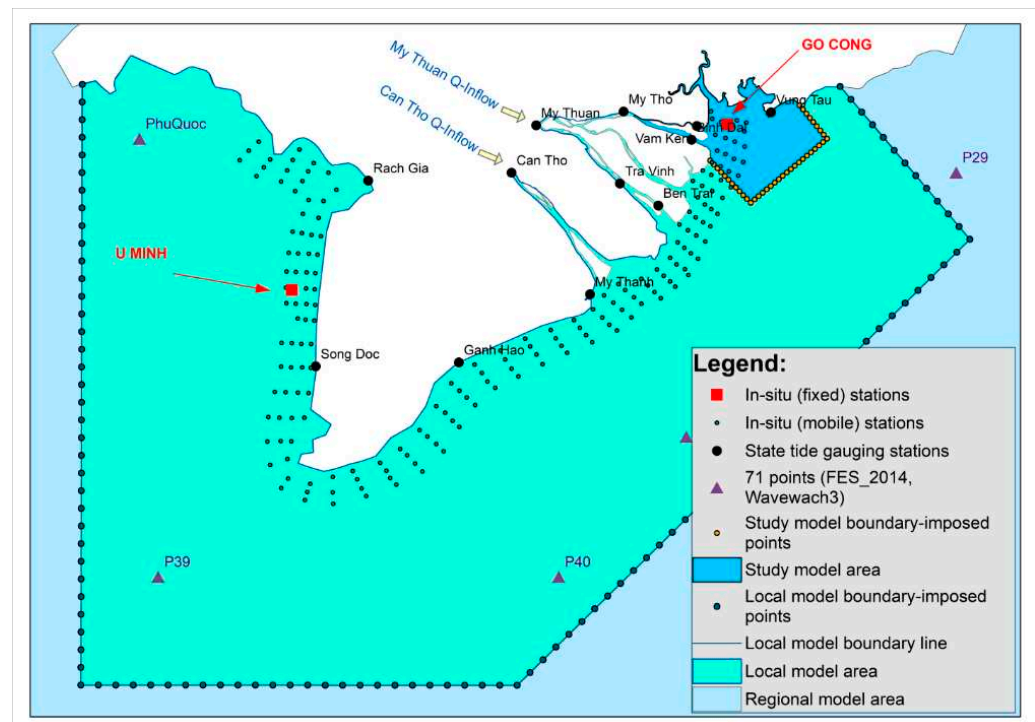 GO CONG
My Thuan Q-Inflow
Can Tho Q-Inflow
My Tho
Vung Tau
My Thuan
Binh Dai
Vam Kenh
PhuQuoc
Can Tho
P29
Rach Gia
Tra Vinh
Ben Trai
U MINH
My Thanh
Song Doc
Ganh Hao
P39
P40
Legend:
In-situ (fixed) stations
In-situ (mobile) stations
State tide gauging stations
71 points (FES_2014,
Wavewach3)
Study model boundary-imposed
points
Study model area
Local model boundary-imposed
points
Local model boundary line
Local model area
Regional model area